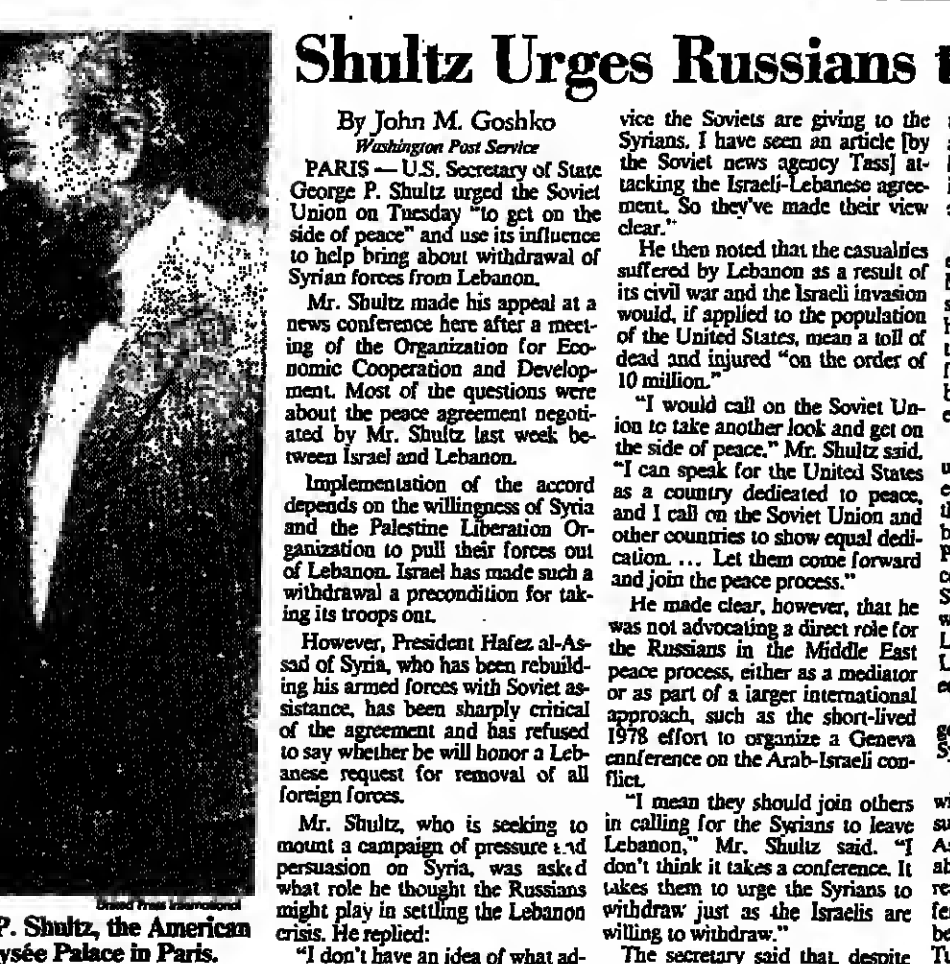 Shultz Urges Russians t
By John M. Goshko
Washington Post Service
PARIS — U.S. Secretary of State
George P. Shultz urged the Soviet
Union on Tuesday "to get on the
side of peace" and use its influence
to help bring about withdrawal of
Syrian forces from Lebanon.
Mr. Shultz made his appeal at a
news conference here after a meet-
ing of the Organization for Eco-
nomic Cooperation and Develop-
ment. Most of the questions were
about the peace agreement negoti-
ated by Mr. Shultz last week be-
tween Israel and Lebanon.
Implementation of the accord
depends on the willingness of Syria
and the Palestine Liberation Or-
ganization to pull their forces out
of Lebanon. Israel has made such a
withdrawal a precondition for tak-
ing its troops out.
However, President Hafez al-As-
sad of Syria, who has been rebuild-
ing his armed forces with Soviet as-
sistance, has been sharply critical
of the agreement and has refused
to say whether he will honor a Leb-
anese request for removal of all
foreign forces.
Mr. Shultz, who is seeking to
mount a campaign of pressure and
persuasion on Syria, was asked
what role he thought the Russians
might play in settling the Lebanon
crisis. He replied:
"I don't have an idea of what ad-
vice the Soviets are giving to the
Syrians. I have seen an article [by
the Soviet news agency Tass] at-
tacking the Israeli-Lebanese agree-
ment. So they've made their view
clear."
He then noted that the casualties
suffered by Lebanon as a result of
its civil war and the Israeli invasion
would, if applied to the population
of the United States, mean a toll of
dead and injured "on the order of
10 million."
"I would call on the Soviet Un-
ion to take another look and get on
the side of peace." Mr. Shultz said.
"I can speak for the United States
as a country dedicated to peace,
and I call on the Soviet Union and
other countries to show equal dedi-
cation. ... Let them come forward
and join the peace process."
He made clear, however, that he
was not advocating a direct role for
the Russians in the Middle East
peace process, either as a mediator
or as part of a larger international
approach, such as the short-lived
1978 effort to organize a Geneva
conference on the Arab-Israeli con-
flict.
"I mean they should join others
in calling for the Syrians to leave
Lebanon," Mr. Shultz said. "I
don't think it takes a conference. It
takes them to urge the Syrians to
withdraw just as the Israelis are
willing to withdraw."
The secretary said that, despite
United Press International
P. Shultz, the American
ysée Palace in Paris.